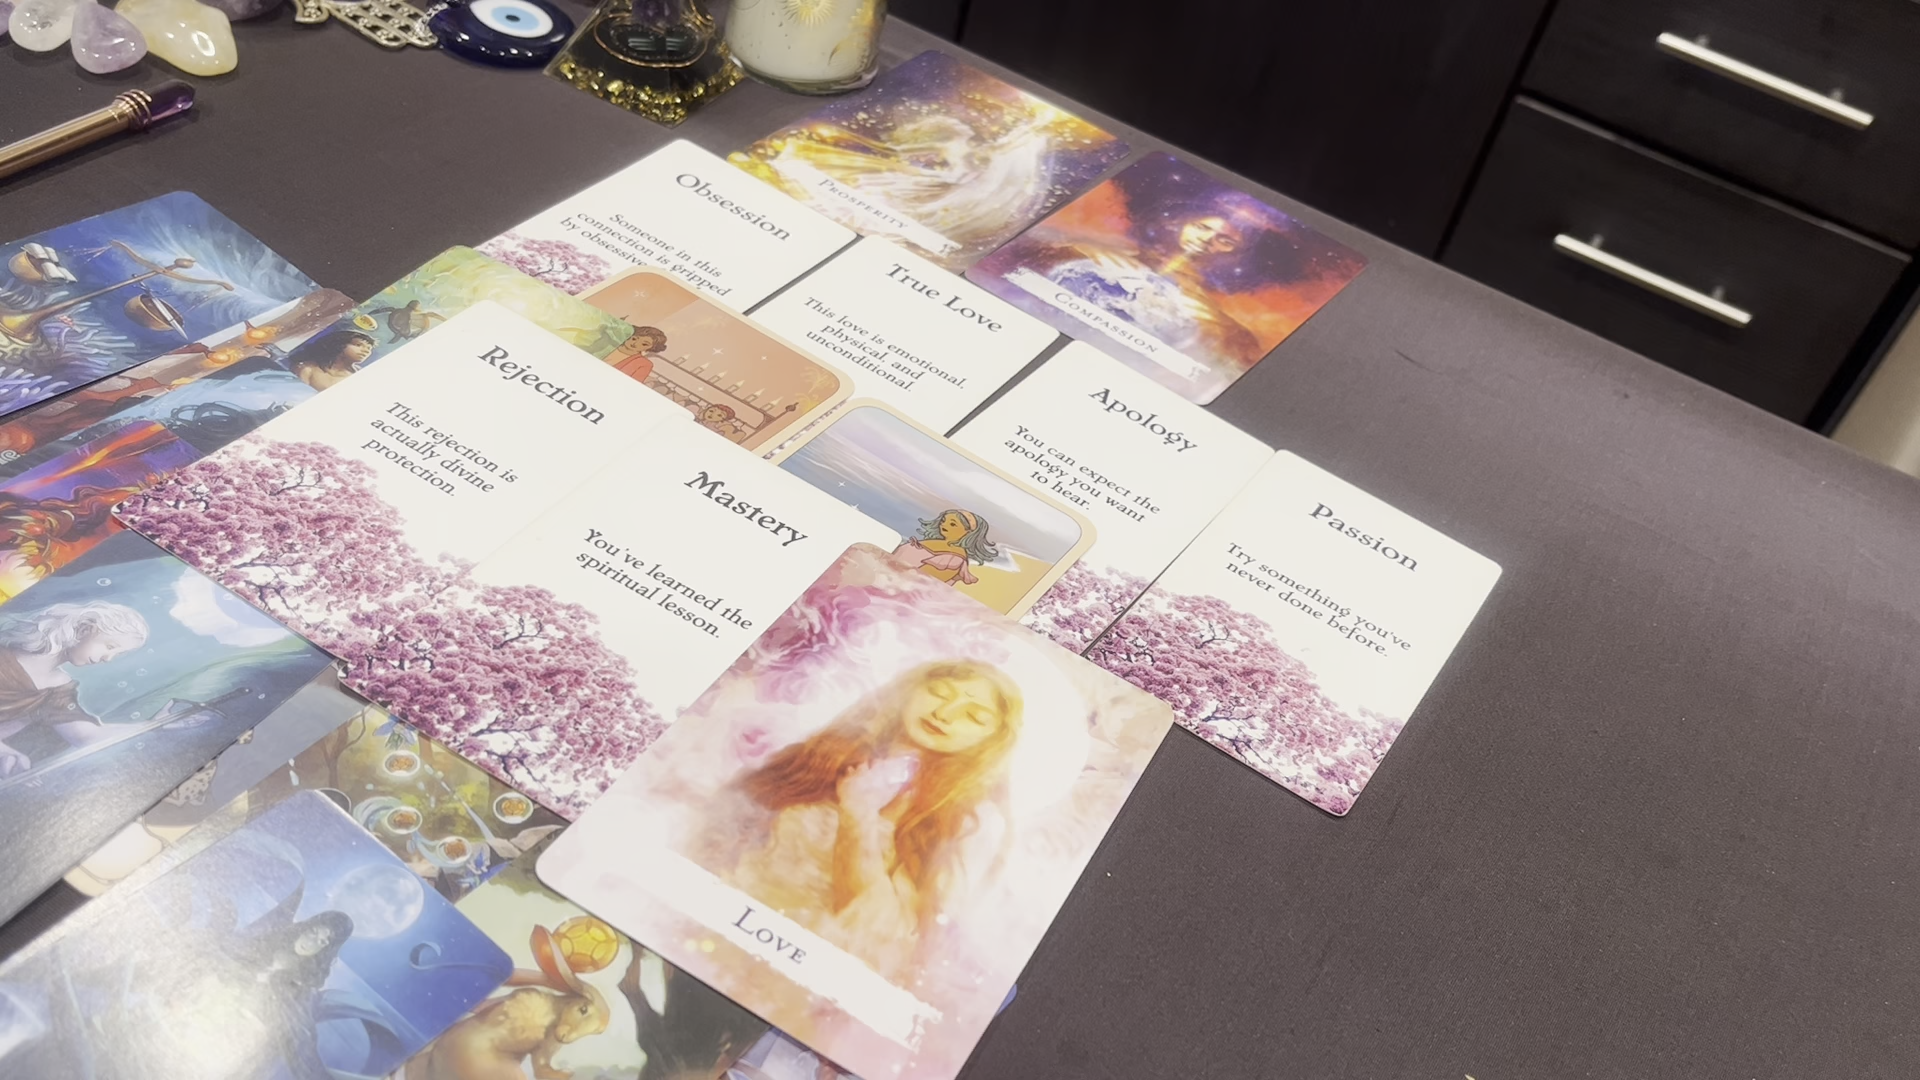 PROSPERITY
Obsession
Someone in this
connection is gripped
by obsessive
COMPASSION
True Love
This love is emotional,
physical, and
unconditional.
Rejection
This rejection is
actually divine
protection.
Apology
You can expect the
apology you want
to hear.
Mastery
You've learned the
spiritual lesson.
Passion
Try something you've
never done before.
LOVE